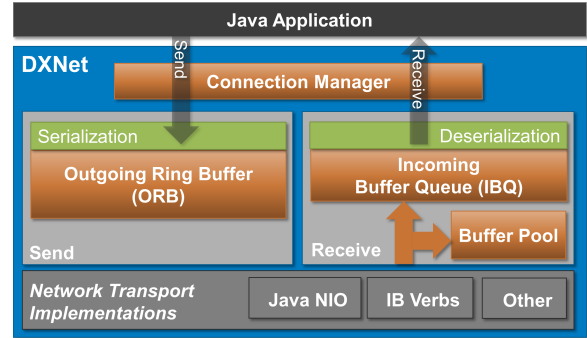 Java Application
Send
Receive
DXNet
Connection Manager
Serialization
Outgoing Ring Buffer
(ORB)
Send
Deserialization
Incoming
Buffer Queue (IBQ)
Buffer Pool
Receive
Network Transport
Implementations
Java NIO
IB Verbs
Other